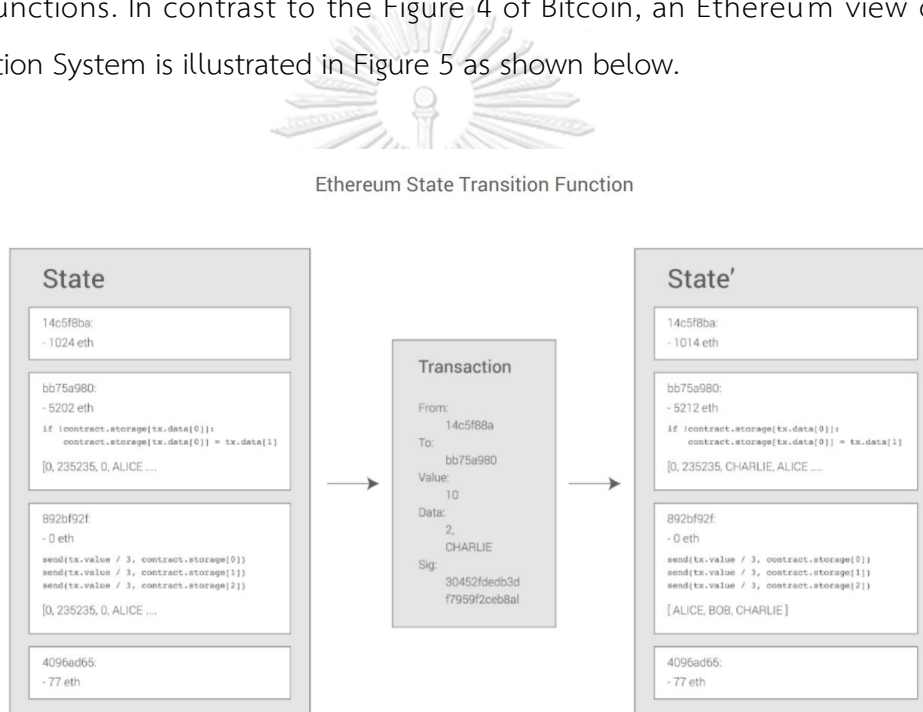 unctions. In contrast to the Figure 4 of Bitcoin, an Ethereum view
tion System is illustrated in Figure 5 as shown below.
Ethereum State Transition Function
State
14c5f8ba:
- 1024 eth
bb75a980:
- 5202 eth
if !contract.storage[tx.data[0]]:
contract.storage[tx.data[0]] = tx.data[1]
[0, 235235, 0, ALICE ....
892bf92f:
- 0 eth
send(tx.value / 3, contract.storage[0])
send(tx.value / 3, contract.storage[1])
send(tx.value / 3, contract.storage[2])
[0, 235235, 0, ALICE ....
4096ad65:
- 77 eth
Transaction
From:
14c5f88a
To:
bb75a980
Value:
10
Data:
2,
CHARLIE
Sig:
30452fdedb3d
f7959f2ceb8a1
State'
14c5f8ba:
- 1014 eth
bb75a980:
- 5212 eth
if !contract.storage[tx.data[0]]:
contract.storage[tx.data[0]] = tx.data[1]
[0, 235235, CHARLIE, ALICE ....
892bf92f:
- 0 eth
send(tx.value / 3, contract.storage[0])
send(tx.value / 3, contract.storage[1])
send(tx.value / 3, contract.storage[2])
[ ALICE, BOB, CHARLIE ]
4096ad65:
- 77 eth